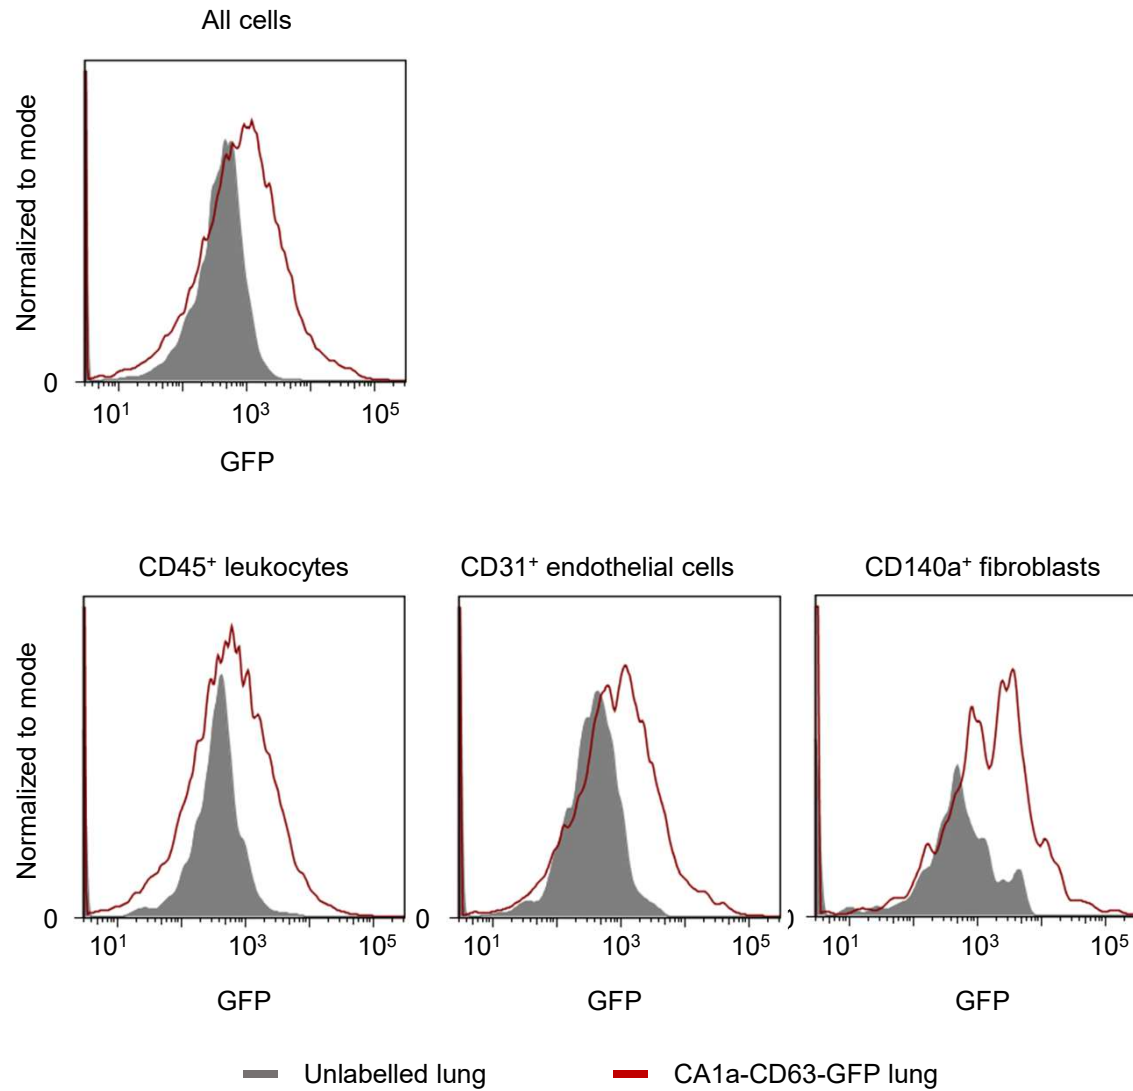 All cells
Normalized to mode
0
10¹ 10³ 10⁵
GFP
CD45⁺ leukocytes CD31⁺ endothelial cells CD140a⁺ fibroblasts
Normalized to mode
0 0 )
10¹ 10³ 10⁵ 10¹ 10³ 10⁵ 10¹ 10³ 10⁵
GFP GFP GFP
Unlabelled lung CA1a-CD63-GFP lung